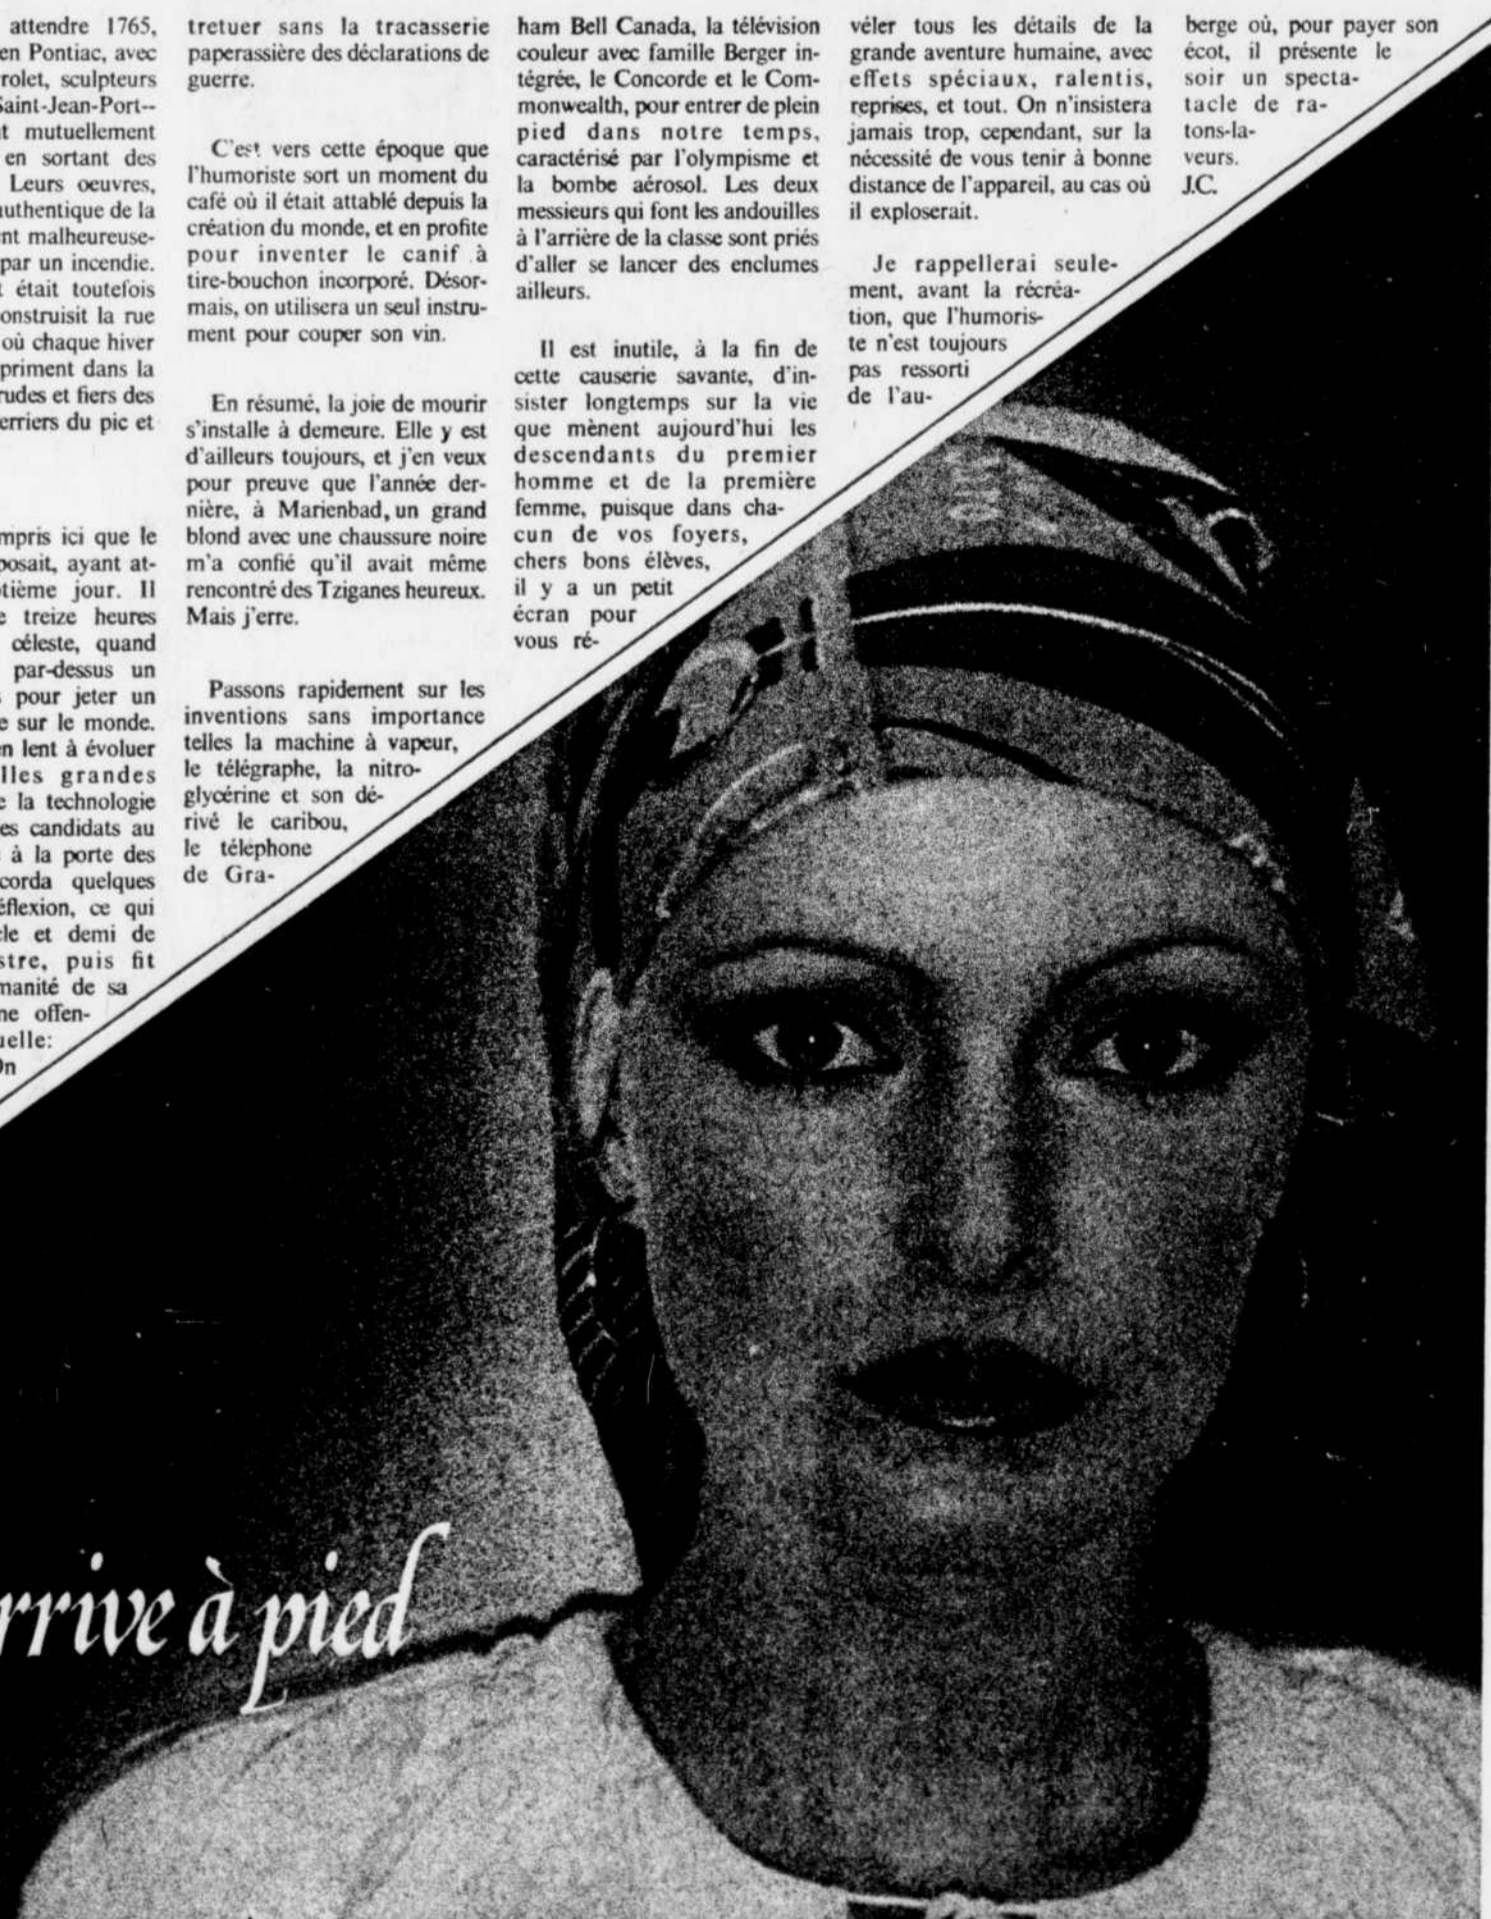 attendre 1765,
en Pontiac, avec
rolet, sculpteurs
Saint-Jean-Port--
mutuellement
en sortant des
Leurs oeuvres,
authentique de la
nt malheureuse-
par un incendie.
était toutefois
onstruisit la rue
où chaque hiver
priment dans la
rudes et fiers des
erriers du pic et
mpris ici que le
posait, ayant at-
tième jour. Il
e treize heures
céleste, quand
par-dessus un
pour jeter un
e sur le monde.
en lent à évoluer
lles grandes
e la technologie
es candidats au
à la porte des
corda quelques
éflexion, ce qui
cle et demi de
stre, puis fit
manité de sa
ne offen-
uelle:
On
tretuer sans la tracasserie
paperassière des déclarations de
guerre.
C'est vers cette époque que
l'humoriste sort un moment du
café où il était attablé depuis la
création du monde, et en profite
pour inventer le canif à
tire-bouchon incorporé. Désor-
mais, on utilisera un seul instru-
ment pour couper son vin.
En résumé, la joie de mourir
s'installe à demeure. Elle y est
d'ailleurs toujours, et j'en veux
pour preuve que l'année der-
nière, à Marienbad, un grand
blond avec une chaussure noire
m'a confié qu'il avait même
rencontré des Tziganes heureux.
Mais j'erre.
Passons rapidement sur les
inventions sans importance
telles la machine à vapeur,
le télégraphe, la nitro-
glycérine et son dé-
rivé le caribou,
le téléphone
de Gra-
ham Bell Canada, la télévision
couleur avec famille Berger in-
tégrée, le Concorde et le Com-
monwealth, pour entrer de plein
pied dans notre temps,
caractérisé par l'olympisme et
la bombe aérosol. Les deux
messieurs qui font les andouilles
à l'arrière de la classe sont priés
d'aller se lancer des enclumes
ailleurs.
Il est inutile, à la fin de
cette causerie savante, d'in-
sister longtemps sur la vie
que mènent aujourd'hui les
descendants du premier
homme et de la première
femme, puisque dans cha-
cun de vos foyers,
chers bons élèves,
il y a un petit
écran pour
vous ré-
véler tous les détails de la
grande aventure humaine, avec
effets spéciaux, ralentis,
reprises, et tout. On n'insistera
jamais trop, cependant, sur la
nécessité de vous tenir à bonne
distance de l'appareil, au cas où
il exploserait.
Je rappellerai seule-
ment, avant la récréa-
tion, que l'humoris-
te n'est toujours
pas ressorti
de l'au-
berge où, pour payer son
écot, il présente le
soir un specta-
tacle de ra-
tons-la-
veurs.
J.C.
rrive à pied